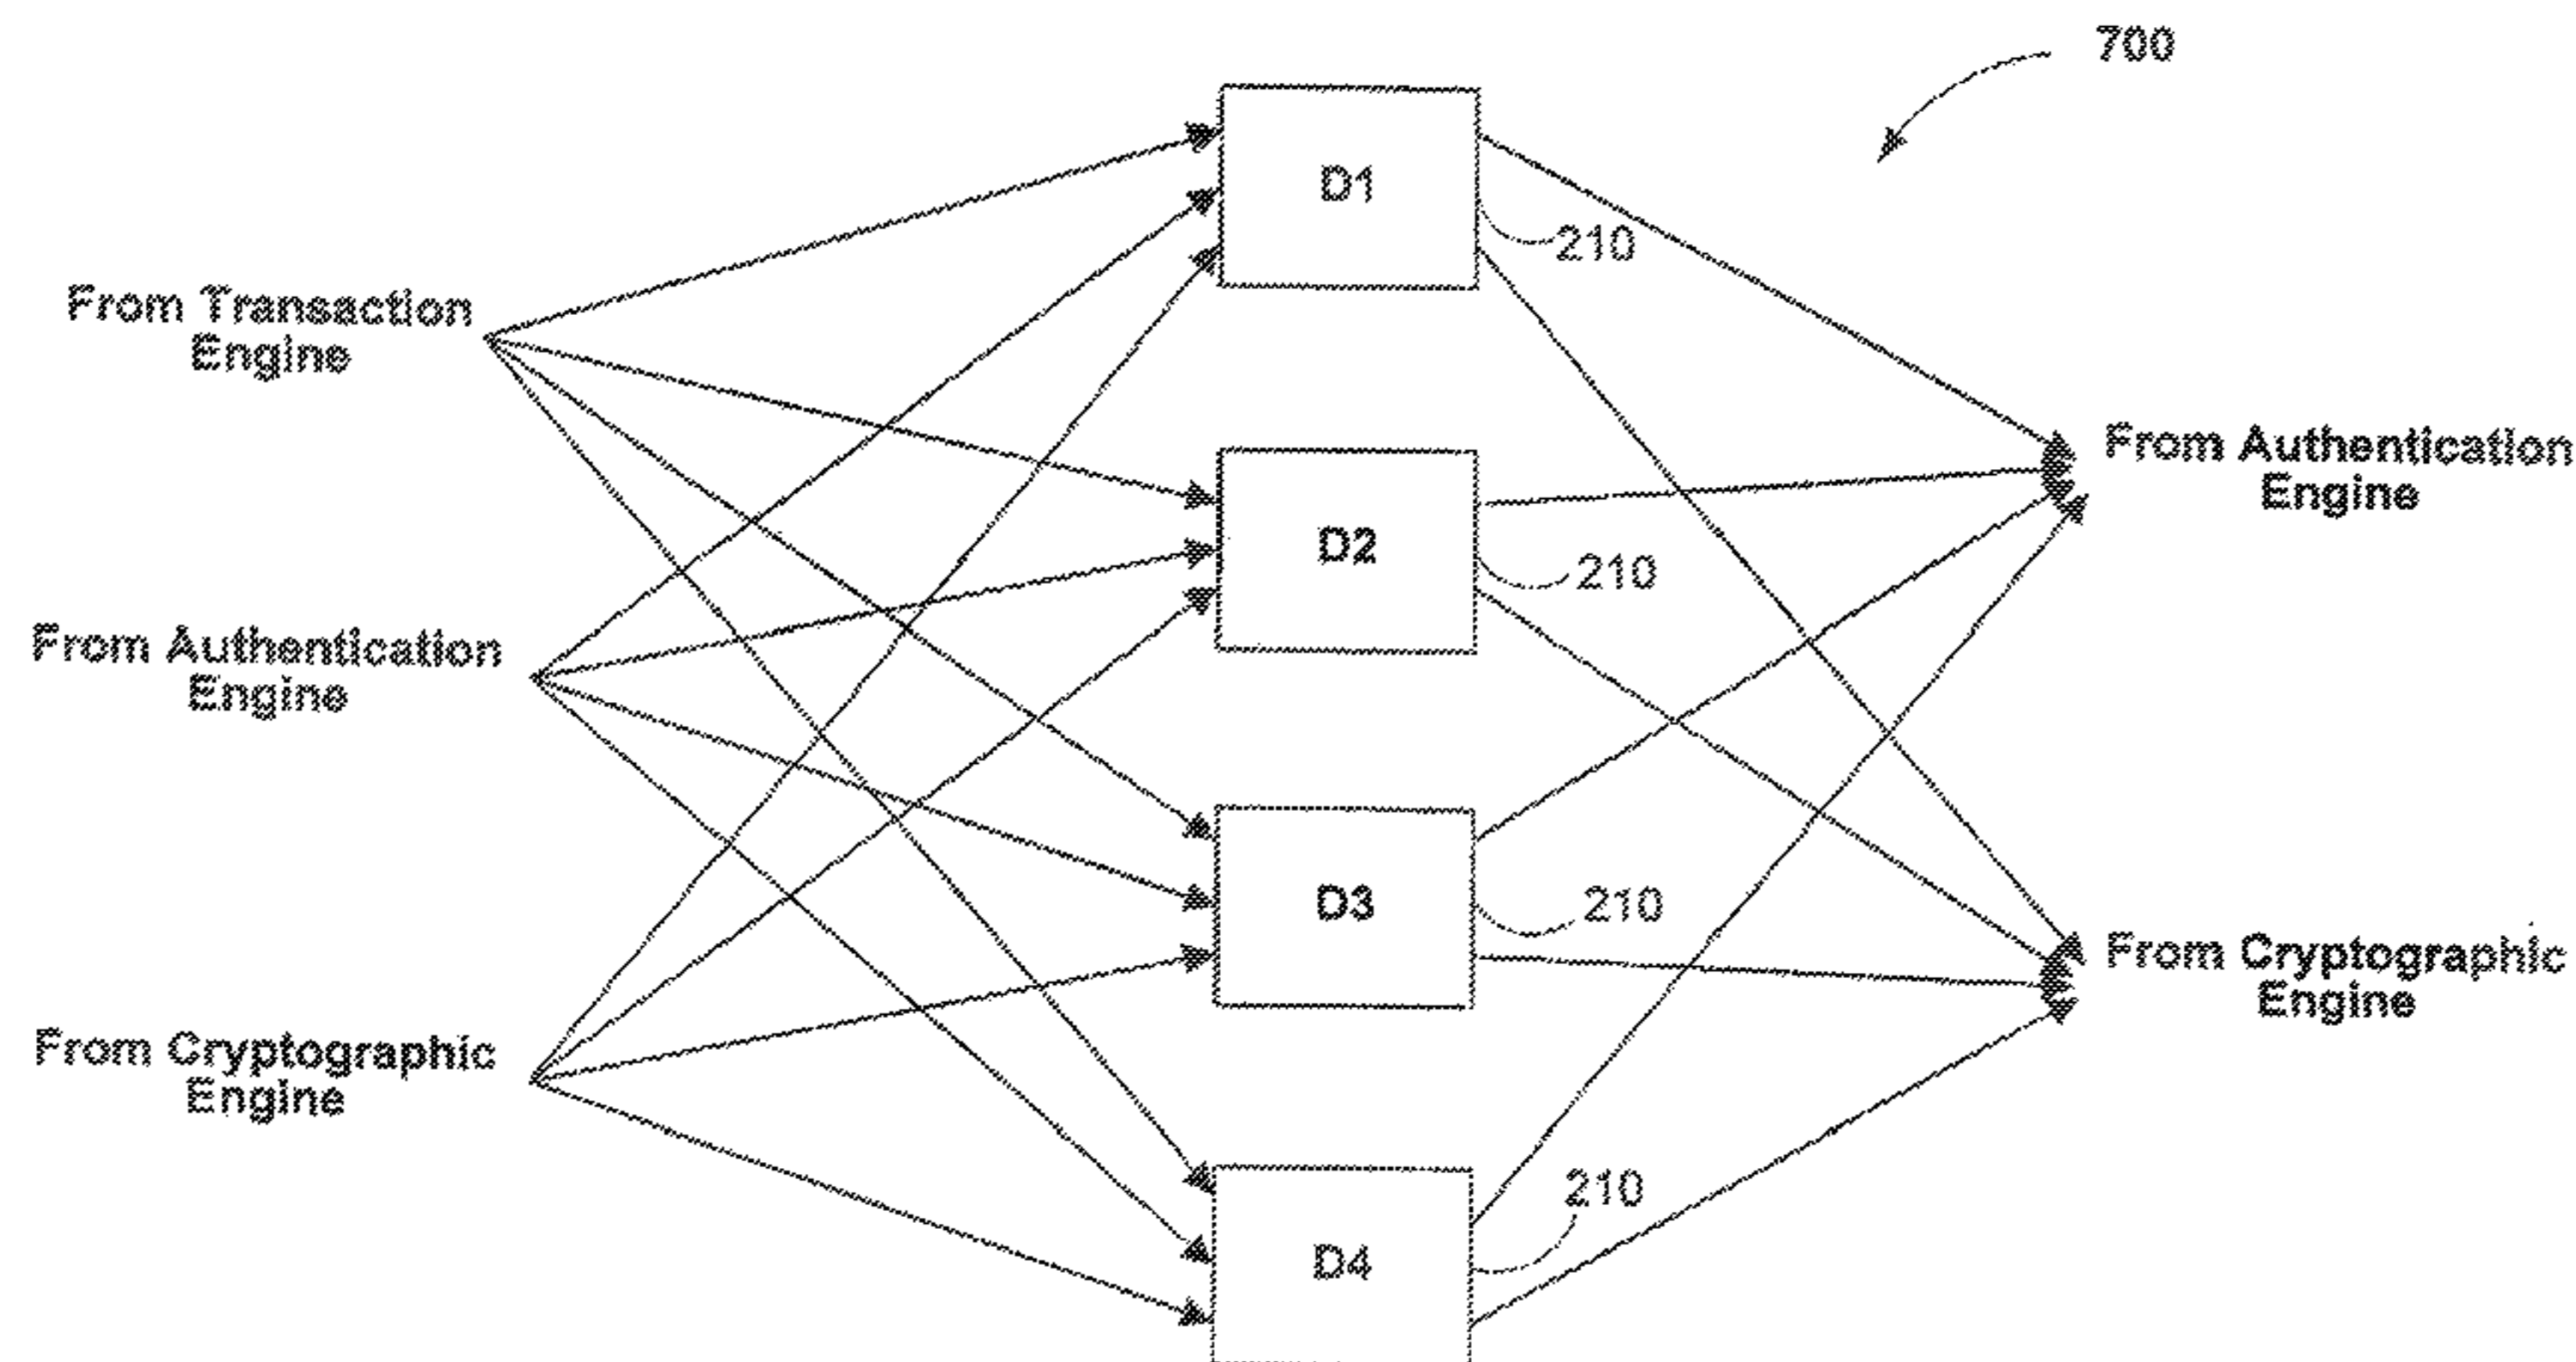 700
D1
210
From Transaction
Engine
From Authentication
Engine
D2
210
From Authentication
Engine
D3
210
From Cryptographic
Engine
From Cryptographic
Engine
D4
210